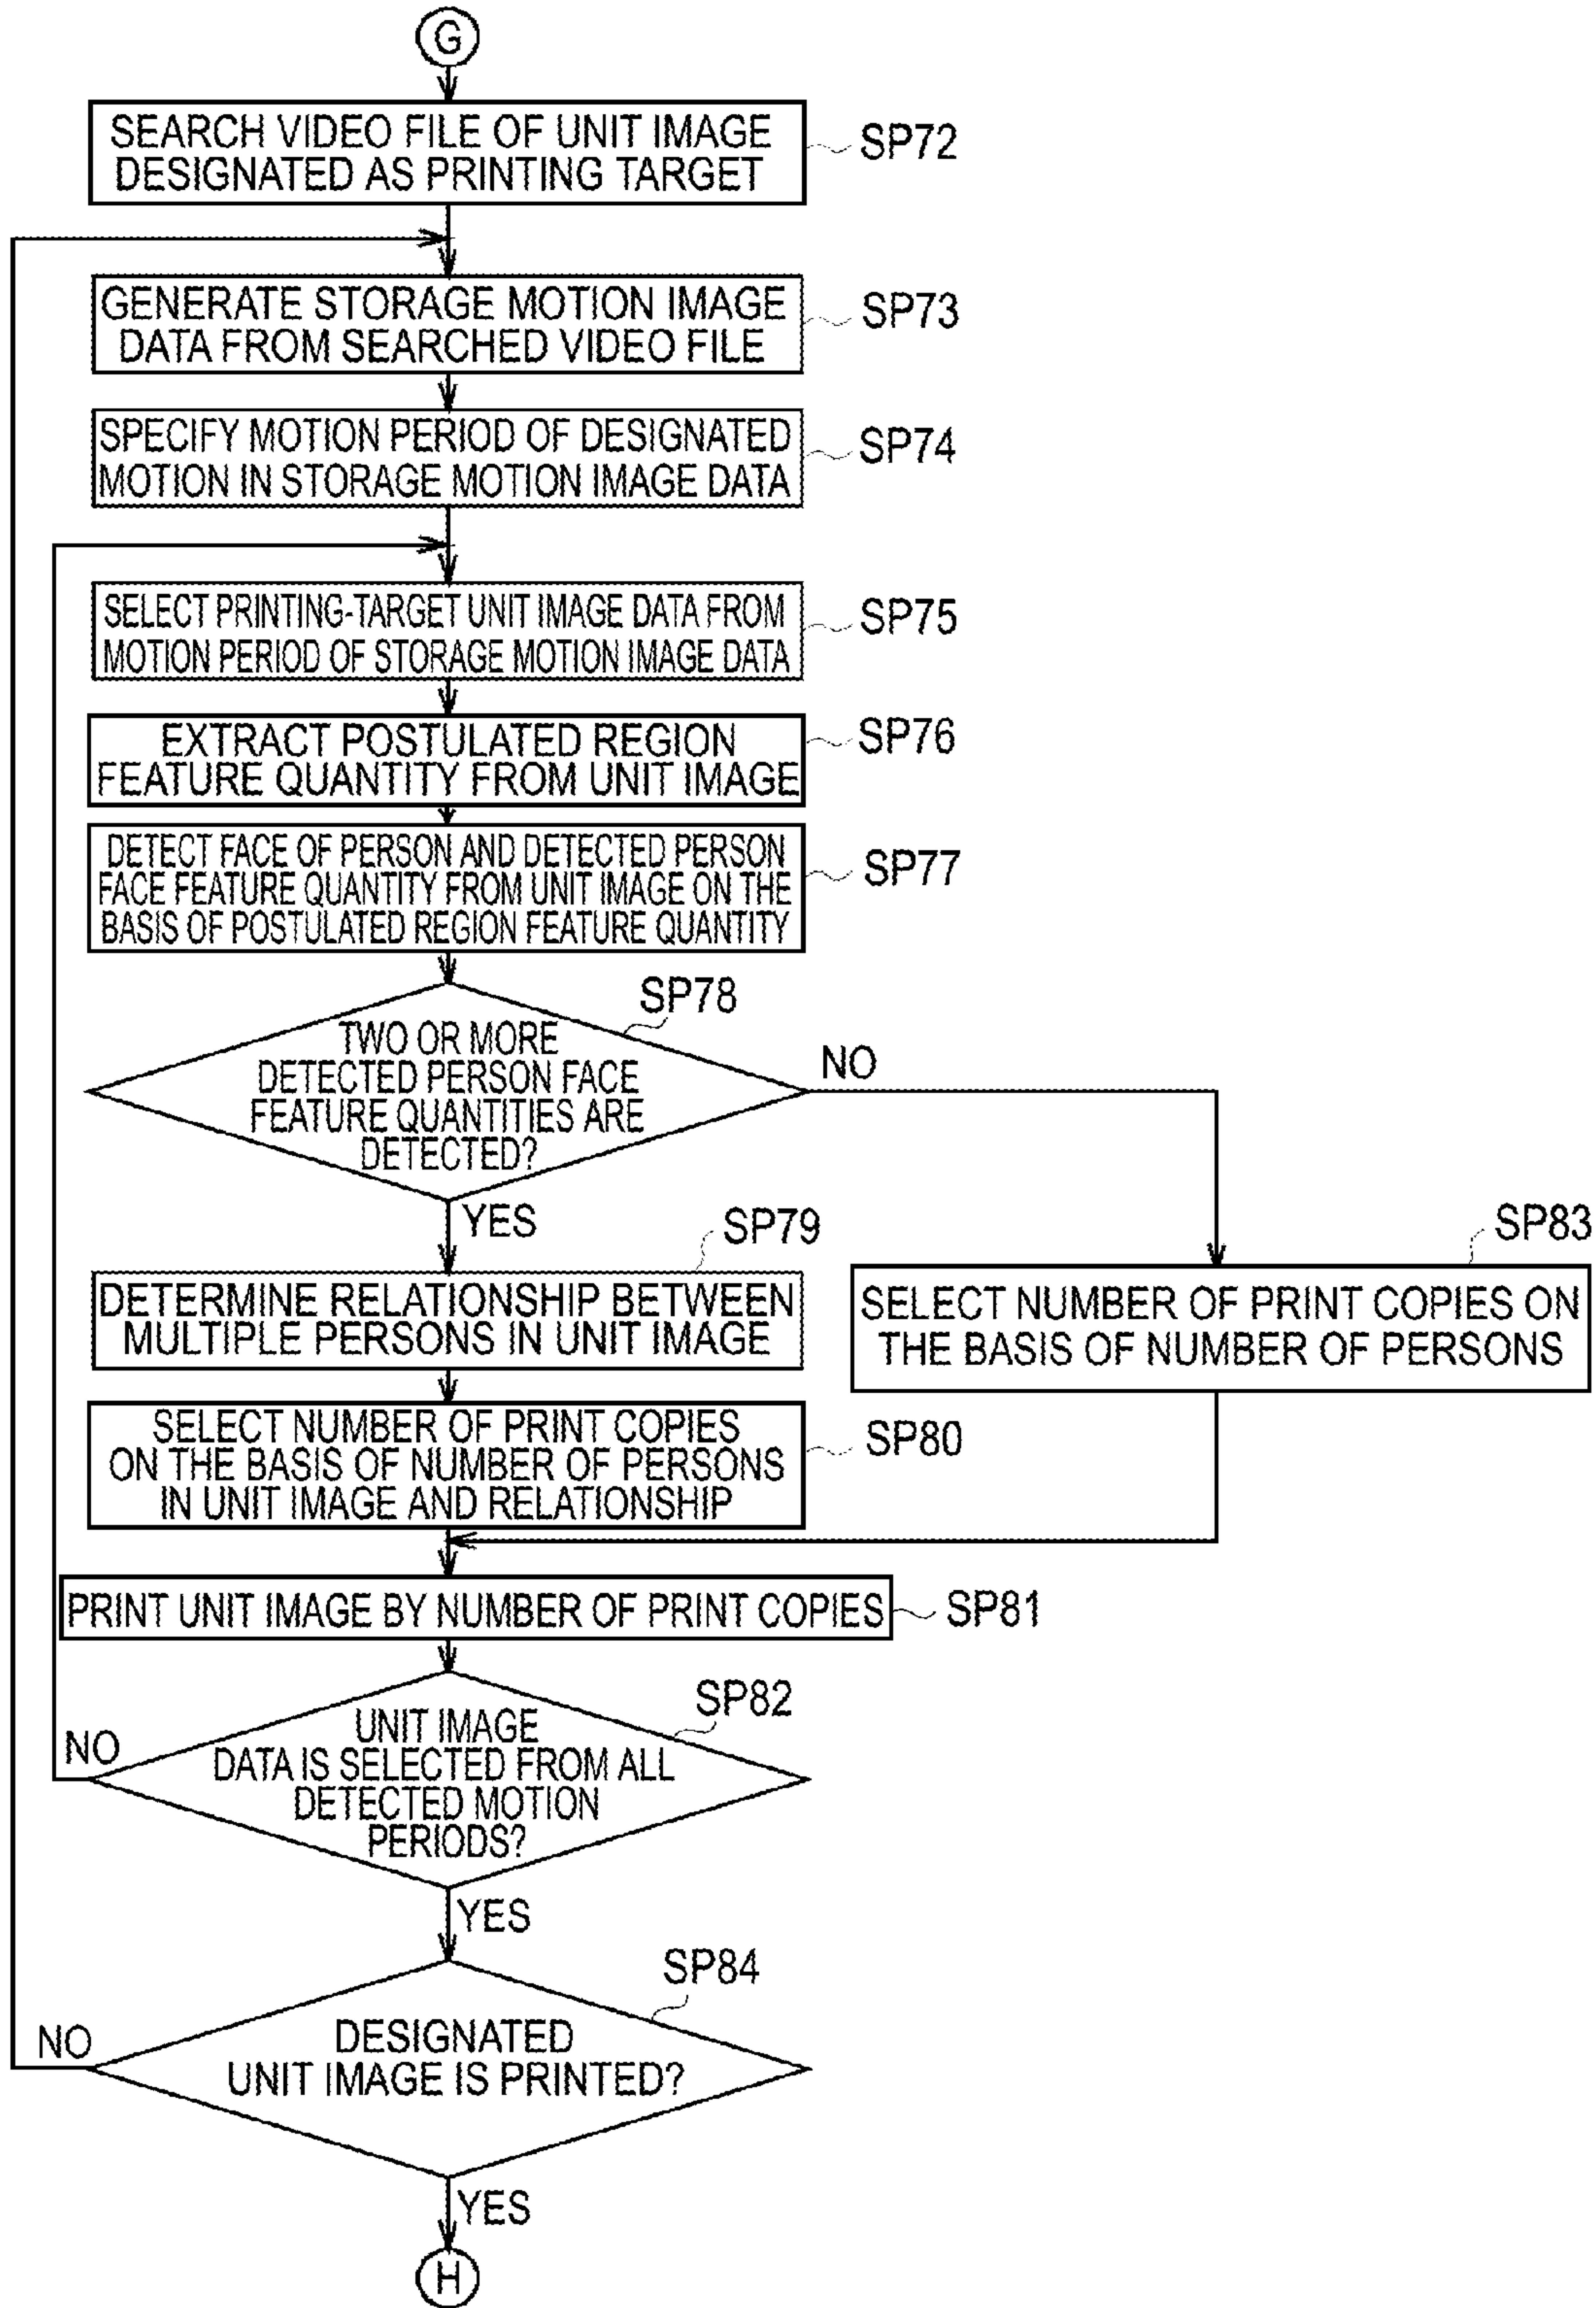 G
SEARCH VIDEO FILE OF UNIT IMAGE
DESIGNATED AS PRINTING TARGET
SP72
GENERATE STORAGE MOTION IMAGE
DATA FROM SEARCHED VIDEO FILE
SP73
SPECIFY MOTION PERIOD OF DESIGNATED
MOTION IN STORAGE MOTION IMAGE DATA
SP74
SELECT PRINTING-TARGET UNIT IMAGE DATA FROM
MOTION PERIOD OF STORAGE MOTION IMAGE DATA
SP75
EXTRACT POSTULATED REGION
FEATURE QUANTITY FROM UNIT IMAGE
SP76
DETECT FACE OF PERSON AND DETECTED PERSON
FACE FEATURE QUANTITY FROM UNIT IMAGE ON THE
BASIS OF POSTULATED REGION FEATURE QUANTITY
SP77
SP78
TWO OR MORE
DETECTED PERSON FACE
FEATURE QUANTITIES ARE
DETECTED?
NO
YES
SP79
DETERMINE RELATIONSHIP BETWEEN
MULTIPLE PERSONS IN UNIT IMAGE
SP83
SELECT NUMBER OF PRINT COPIES ON
THE BASIS OF NUMBER OF PERSONS
SELECT NUMBER OF PRINT COPIES
ON THE BASIS OF NUMBER OF PERSONS
IN UNIT IMAGE AND RELATIONSHIP
SP80
PRINT UNIT IMAGE BY NUMBER OF PRINT COPIES
SP81
SP82
UNIT IMAGE
DATA IS SELECTED FROM ALL
DETECTED MOTION
PERIODS?
NO
YES
SP84
DESIGNATED
UNIT IMAGE IS PRINTED?
NO
YES
H